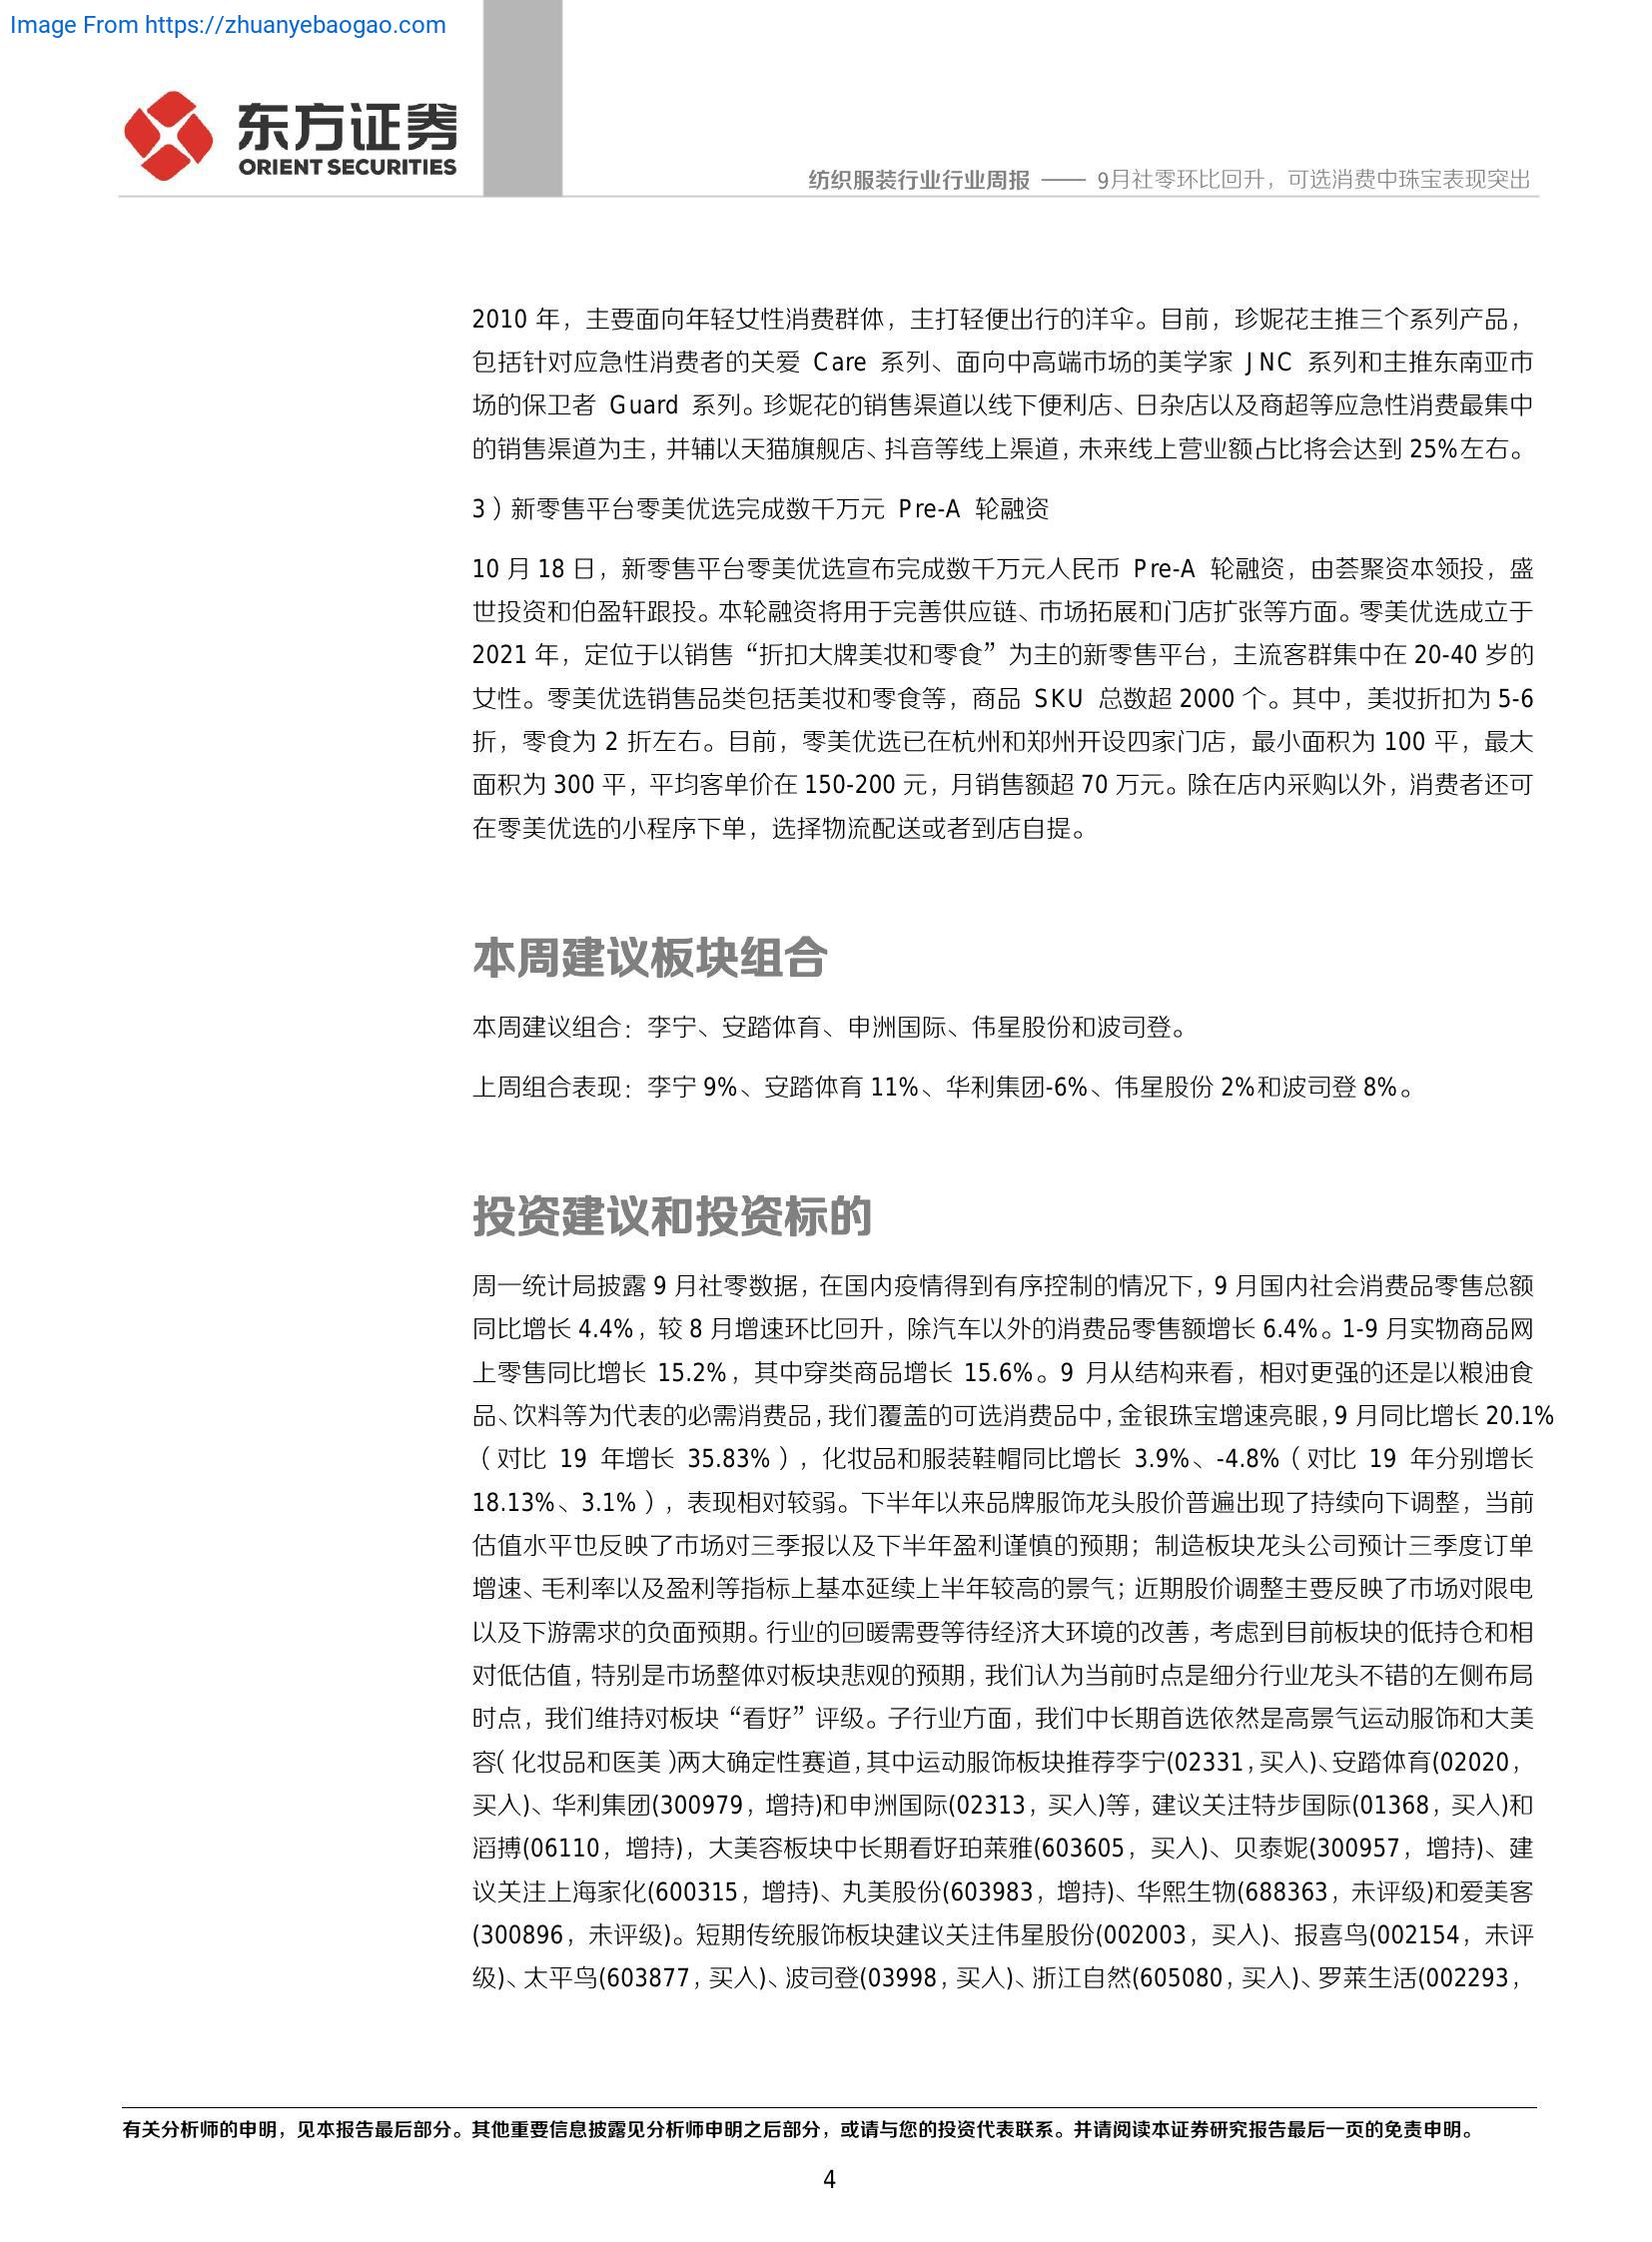 Image From https://zhuanyebaogao.com
东方证券
ORIENT SECURITIES
纺织服装行业行业周报 —— 9月社零环比回升，可选消费中珠宝表现突出
2010 年，主要面向年轻女性消费群体，主打轻便出行的洋伞。目前，珍妮花主推三个系列产品，
包括针对应急性消费者的关爱 Care 系列、面向中高端市场的美学家 JNC 系列和主推东南亚市
场的保卫者 Guard 系列。珍妮花的销售渠道以线下便利店、日杂店以及商超等应急性消费最集中
的销售渠道为主，并辅以天猫旗舰店、抖音等线上渠道，未来线上营业额占比将会达到 25%左右。
3）新零售平台零美优选完成数千万元 Pre-A 轮融资
10 月 18 日，新零售平台零美优选宣布完成数千万元人民币 Pre-A 轮融资，由荟聚资本领投，盛
世投资和伯盈轩跟投。本轮融资将用于完善供应链、市场拓展和门店扩张等方面。零美优选成立于
2021 年，定位于以销售“折扣大牌美妆和零食”为主的新零售平台，主流客群集中在 20-40 岁的
女性。零美优选销售品类包括美妆和零食等，商品 SKU 总数超 2000 个。其中，美妆折扣为 5-6
折，零食为 2 折左右。目前，零美优选已在杭州和郑州开设四家门店，最小面积为 100 平，最大
面积为 300 平，平均客单价在 150-200 元，月销售额超 70 万元。除在店内采购以外，消费者还可
在零美优选的小程序下单，选择物流配送或者到店自提。
本周建议板块组合
本周建议组合：李宁、安踏体育、申洲国际、伟星股份和波司登。
上周组合表现：李宁 9%、安踏体育 11%、华利集团-6%、伟星股份 2%和波司登 8%。
投资建议和投资标的
周一统计局披露 9 月社零数据，在国内疫情得到有序控制的情况下，9 月国内社会消费品零售总额
同比增长 4.4%，较 8 月增速环比回升，除汽车以外的消费品零售额增长 6.4%。1-9 月实物商品网
上零售同比增长 15.2%，其中穿类商品增长 15.6%。9 月从结构来看，相对更强的还是以粮油食
品、饮料等为代表的必需消费品，我们覆盖的可选消费品中，金银珠宝增速亮眼，9 月同比增长 20.1%
（对比 19 年增长 35.83%），化妆品和服装鞋帽同比增长 3.9%、-4.8%（对比 19 年分别增长
18.13%、3.1%），表现相对较弱。下半年以来品牌服饰龙头股价普遍出现了持续向下调整，当前
估值水平也反映了市场对三季报以及下半年盈利谨慎的预期；制造板块龙头公司预计三季度订单
增速、毛利率以及盈利等指标上基本延续上半年较高的景气；近期股价调整主要反映了市场对限电
以及下游需求的负面预期。行业的回暖需要等待经济大环境的改善，考虑到目前板块的低持仓和相
对低估值，特别是市场整体对板块悲观的预期，我们认为当前时点是细分行业龙头不错的左侧布局
时点，我们维持对板块“看好”评级。子行业方面，我们中长期首选依然是高景气运动服饰和大美
容（化妆品和医美）两大确定性赛道，其中运动服饰板块推荐李宁(02331，买入)、安踏体育(02020，
买入)、华利集团(300979，增持)和申洲国际(02313，买入)等，建议关注特步国际(01368，买入)和
滔搏(06110，增持)，大美容板块中长期看好珀莱雅(603605，买入)、贝泰妮(300957，增持)、建
议关注上海家化(600315，增持)、丸美股份(603983，增持)、华熙生物(688363，未评级)和爱美客
(300896，未评级)。短期传统服饰板块建议关注伟星股份(002003，买入)、报喜鸟(002154，未评
级)、太平鸟(603877，买入)、波司登(03998，买入)、浙江自然(605080，买入)、罗莱生活(002293，
有关分析师的申明，见本报告最后部分。其他重要信息披露见分析师申明之后部分，或请与您的投资代表联系。并请阅读本证券研究报告最后一页的免责申明。
4